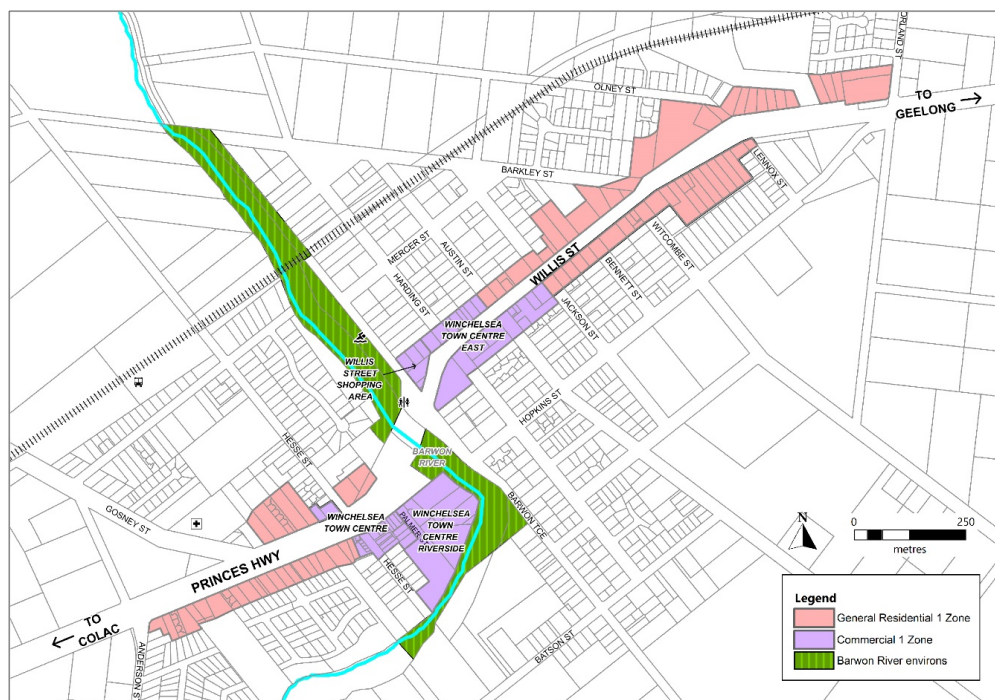 ORLAND ST
TO
GEELONG
OLNEY ST
BARKLEY ST
LENNOX ST
MERCER ST
AUSTIN ST
HARDING ST
WILLIS ST
WITCOMBE ST
BENNETT ST
JACKSON ST
WINCHELSEA
TOWN CENTRE
EAST
WILLIS
STREET
SHOPPING
AREA
HOPKINS ST
BARWON
RIVER
HESSE ST
BARWON TCE
GOSNEY ST
WINCHELSEA
TOWN CENTRE
PALMER
WINCHELSEA
TOWN
CENTRE
RIVERSIDE
HESSE ST
PRINCES HWY
TO
COLAC
ANDERSON S
BATSON ST
N
0 250
metres
Legend
General Residential 1 Zone
Commercial 1 Zone
Barwon River environs